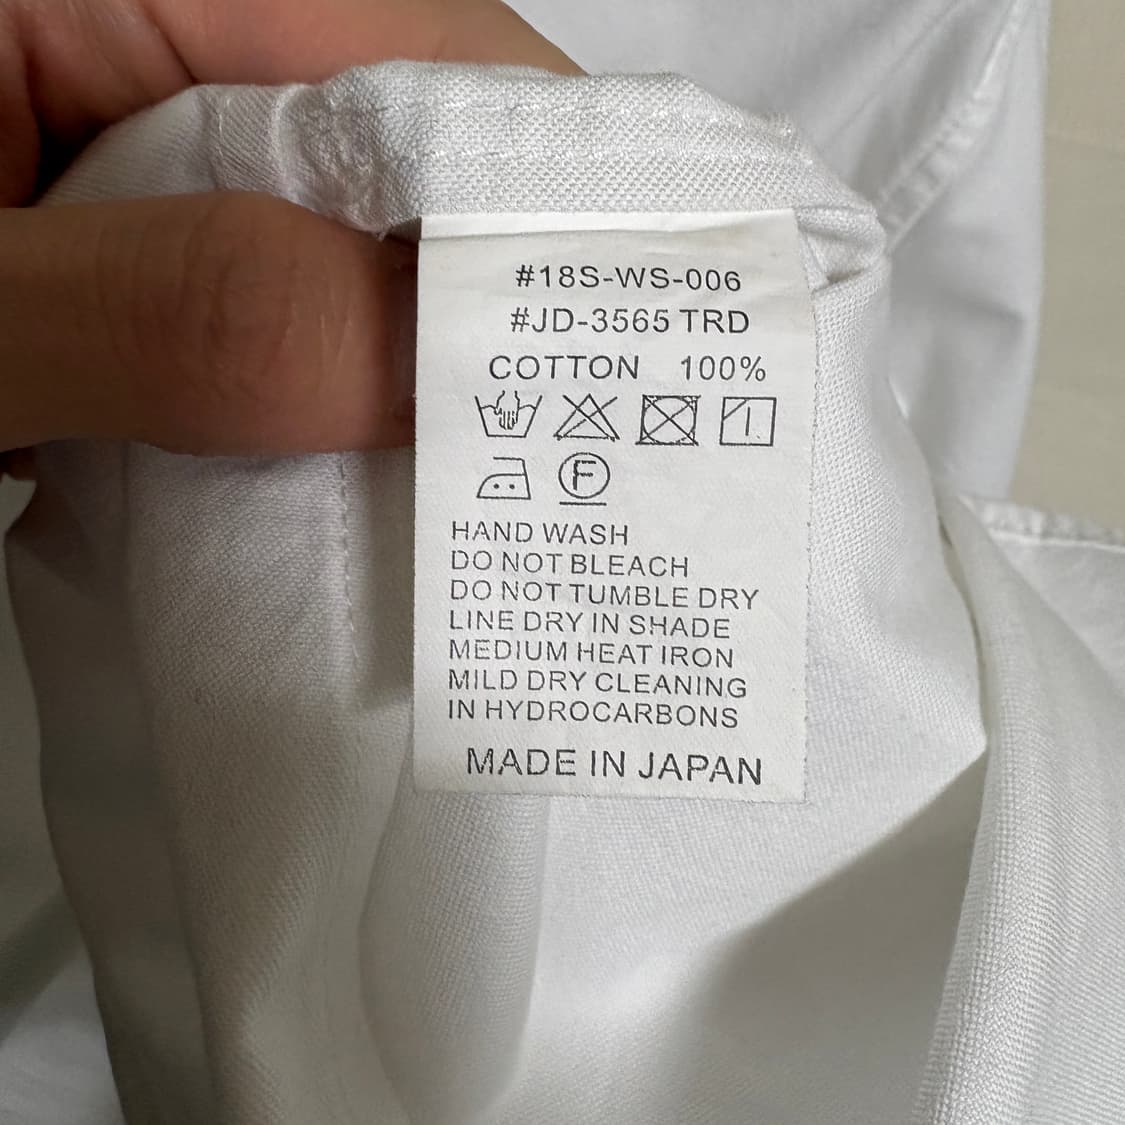 #18S-WS-006
#JD-3565 TRD
COTTON 100%
F
HAND WASH
DO NOT BLEACH
DO NOT TUMBLE DRY
LINE DRY IN SHADE
MEDIUM HEAT IRON
MILD DRY CLEANING
IN HYDROCARBONS
MADE IN JAPAN